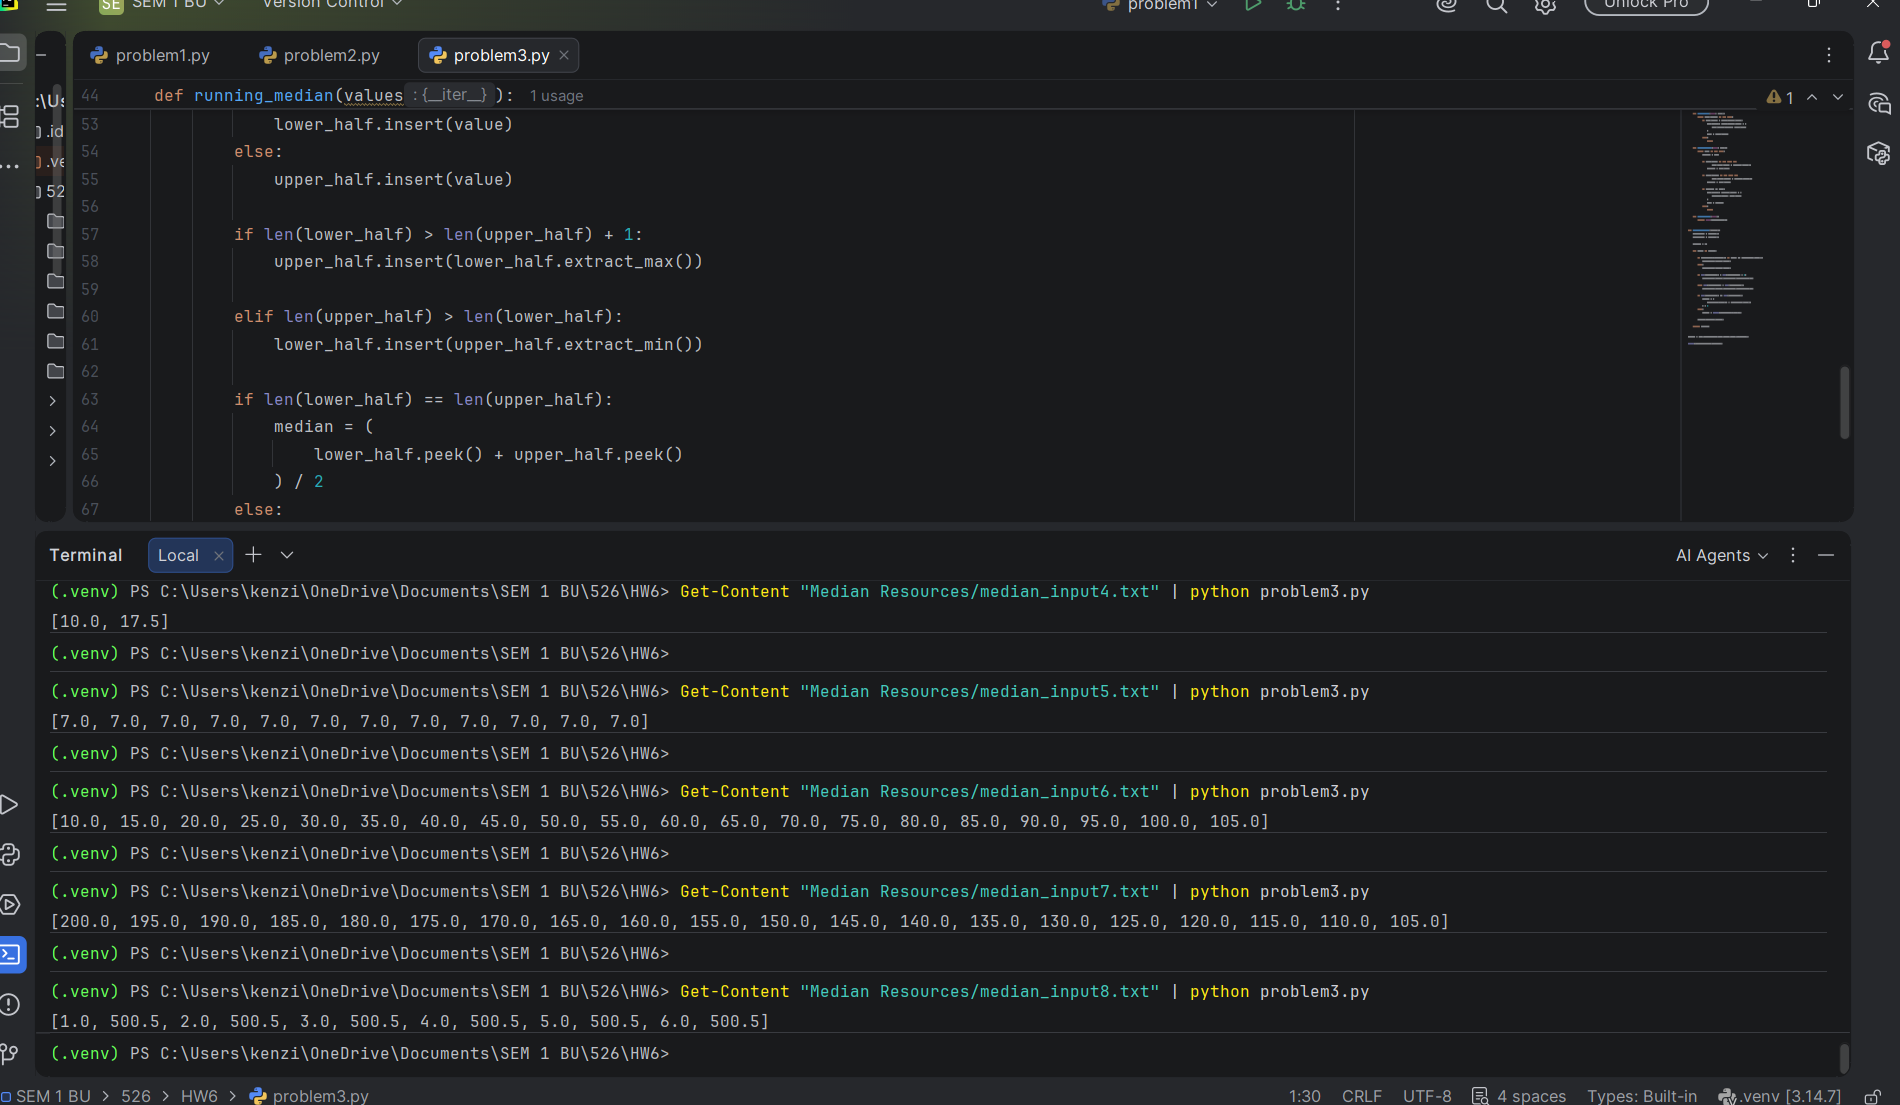 SE SEM 1 BU Version Control problem1 Unlock Pro
problem1.py problem2.py problem3.py
44 def running_median(values :{__iter__} ): 1 usage
1
53 lower_half.insert(value)
54 else:
55 upper_half.insert(value)
56
57 if len(lower_half) > len(upper_half) + 1:
58 upper_half.insert(lower_half.extract_max())
59
60 elif len(upper_half) > len(lower_half):
61 lower_half.insert(upper_half.extract_min())
62
63 if len(lower_half) == len(upper_half):
64 median = (
65 lower_half.peek() + upper_half.peek()
66 ) / 2
67 else:
:\Us
.id
.ve
52
Terminal Local AI Agents
(.venv) PS C:\Users\kenzi\OneDrive\Documents\SEM 1 BU\526\HW6> Get-Content "Median Resources/median_input4.txt" | python problem3.py
[10.0, 17.5]
(.venv) PS C:\Users\kenzi\OneDrive\Documents\SEM 1 BU\526\HW6>
(.venv) PS C:\Users\kenzi\OneDrive\Documents\SEM 1 BU\526\HW6> Get-Content "Median Resources/median_input5.txt" | python problem3.py
[7.0, 7.0, 7.0, 7.0, 7.0, 7.0, 7.0, 7.0, 7.0, 7.0, 7.0, 7.0]
(.venv) PS C:\Users\kenzi\OneDrive\Documents\SEM 1 BU\526\HW6>
(.venv) PS C:\Users\kenzi\OneDrive\Documents\SEM 1 BU\526\HW6> Get-Content "Median Resources/median_input6.txt" | python problem3.py
[10.0, 15.0, 20.0, 25.0, 30.0, 35.0, 40.0, 45.0, 50.0, 55.0, 60.0, 65.0, 70.0, 75.0, 80.0, 85.0, 90.0, 95.0, 100.0, 105.0]
(.venv) PS C:\Users\kenzi\OneDrive\Documents\SEM 1 BU\526\HW6>
(.venv) PS C:\Users\kenzi\OneDrive\Documents\SEM 1 BU\526\HW6> Get-Content "Median Resources/median_input7.txt" | python problem3.py
[200.0, 195.0, 190.0, 185.0, 180.0, 175.0, 170.0, 165.0, 160.0, 155.0, 150.0, 145.0, 140.0, 135.0, 130.0, 125.0, 120.0, 115.0, 110.0, 105.0]
(.venv) PS C:\Users\kenzi\OneDrive\Documents\SEM 1 BU\526\HW6>
(.venv) PS C:\Users\kenzi\OneDrive\Documents\SEM 1 BU\526\HW6> Get-Content "Median Resources/median_input8.txt" | python problem3.py
[1.0, 500.5, 2.0, 500.5, 3.0, 500.5, 4.0, 500.5, 5.0, 500.5, 6.0, 500.5]
(.venv) PS C:\Users\kenzi\OneDrive\Documents\SEM 1 BU\526\HW6>
SEM 1 BU > 526 > HW6 > problem3.py 1:30 CRLF UTF-8 4 spaces Types: Built-in .venv [3.14.7]